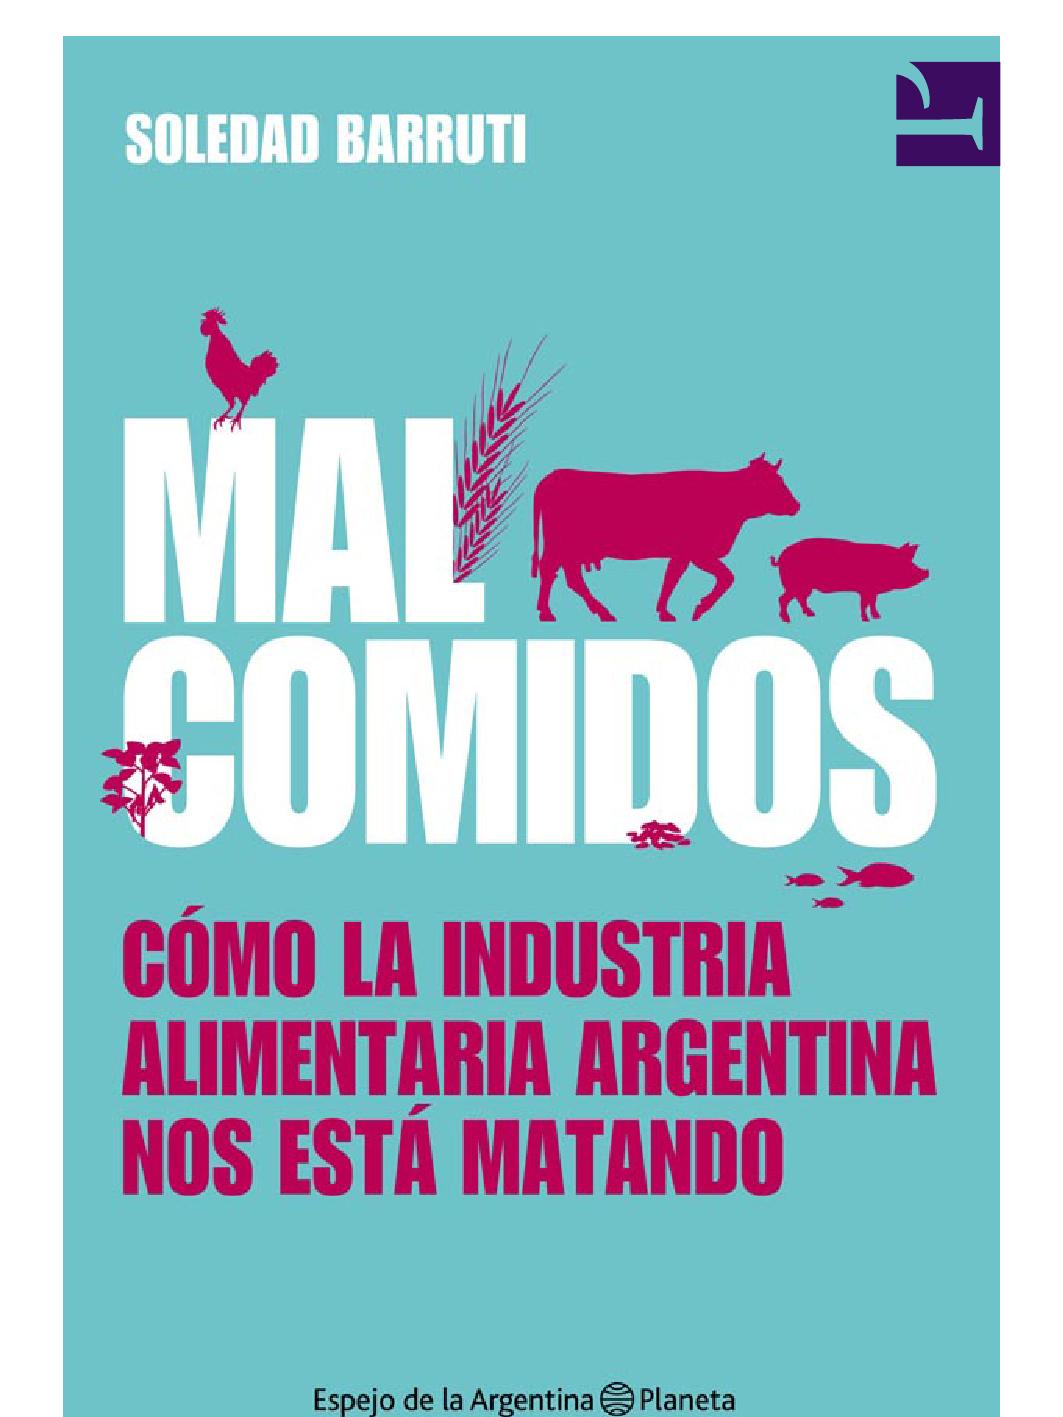 SOLEDAD BARRUTI
MAL
COMIDOS
CÓMO LA INDUSTRIA
ALIMENTARIA ARGENTINA
NOS ESTÁ MATANDO
Espejo de la Argentina Planeta